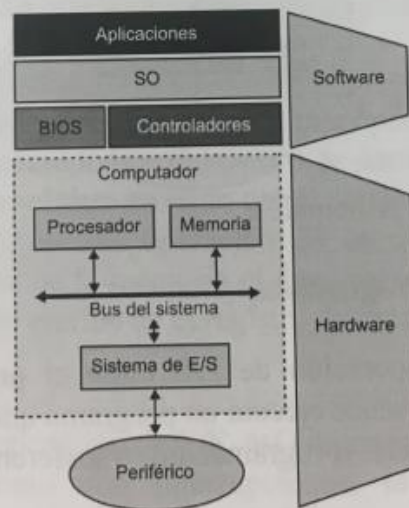 Aplicaciones
SO
Software
BIOS
Controladores
Computador
Procesador
Memoria
Bus del sistema
Hardware
Sistema de E/S
Periférico